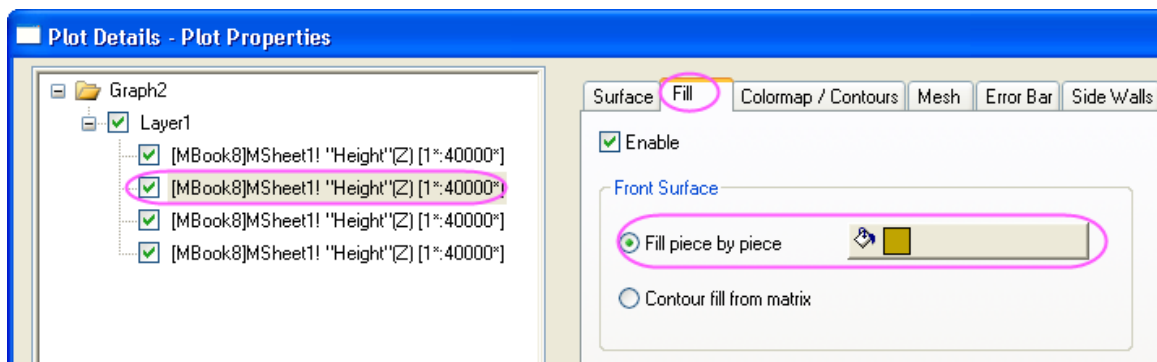 Plot Details - Plot Properties
Graph2
Layer1
[MBook8]MSheet1! "Height"(Z) [1*:40000*]
[MBook8]MSheet1! "Height"(Z) [1*:40000*]
[MBook8]MSheet1! "Height"(Z) [1*:40000*]
[MBook8]MSheet1! "Height"(Z) [1*:40000*]
Surface Fill Colormap / Contours Mesh Error Bar Side Walls
Enable
Front Surface
Fill piece by piece
Contour fill from matrix